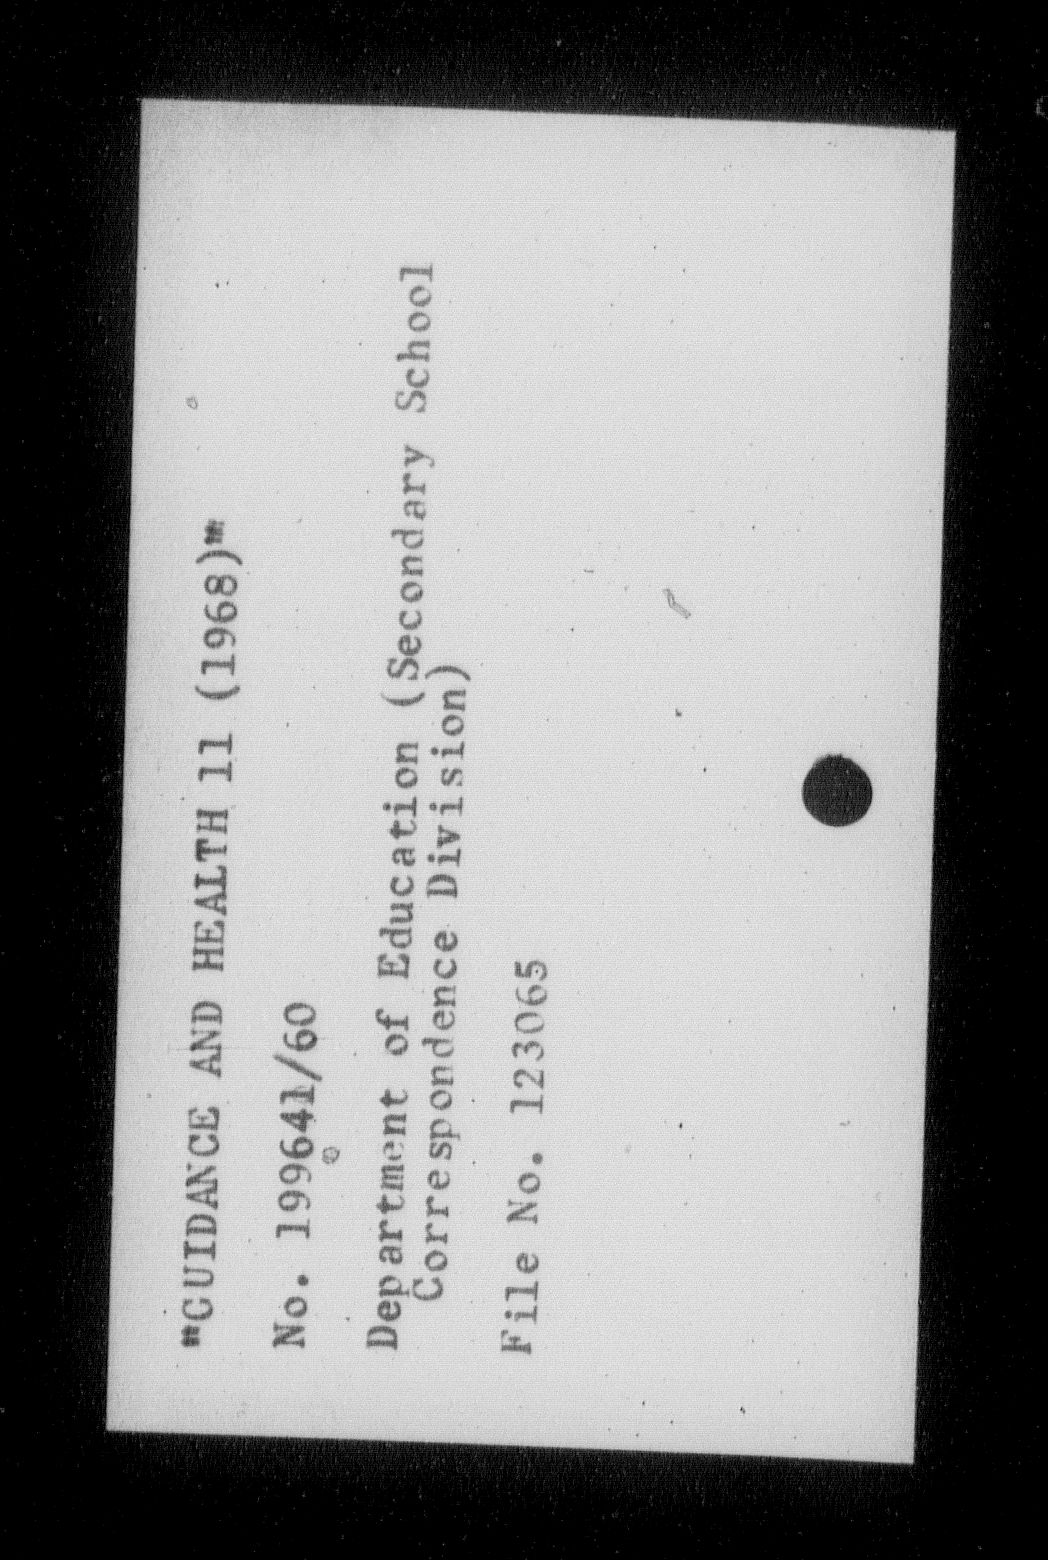 "GUIDANCE AND HEALTH 11 (1968)"
No. 199641/60
Department of Education (Secondary School
Correspondence Division)
File No. 123065